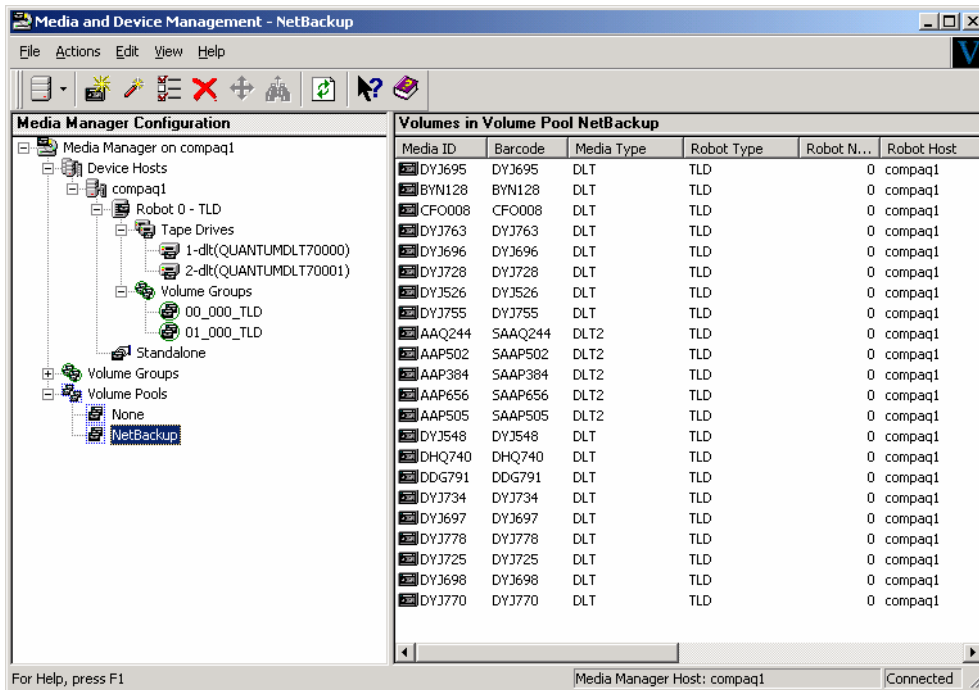 Media and Device Management - NetBackup
File Actions Edit View Help
Media Manager Configuration
Media Manager on compaq1
Device Hosts
compaq1
Robot 0 - TLD
Tape Drives
1-dlt(QUANTUMDLT70000)
2-dlt(QUANTUMDLT70001)
Volume Groups
00_000_TLD
01_000_TLD
Standalone
Volume Groups
Volume Pools
None
NetBackup
Volumes in Volume Pool NetBackup
Media ID Barcode Media Type Robot Type Robot N... Robot Host
DYJ695 DYJ695 DLT TLD 0 compaq1
BYN128 BYN128 DLT TLD 0 compaq1
CFO008 CFO008 DLT TLD 0 compaq1
DYJ763 DYJ763 DLT TLD 0 compaq1
DYJ696 DYJ696 DLT TLD 0 compaq1
DYJ728 DYJ728 DLT TLD 0 compaq1
DYJ526 DYJ526 DLT TLD 0 compaq1
DYJ755 DYJ755 DLT TLD 0 compaq1
AAQ244 SAAQ244 DLT2 TLD 0 compaq1
AAP502 SAAP502 DLT2 TLD 0 compaq1
AAP384 SAAP384 DLT2 TLD 0 compaq1
AAP656 SAAP656 DLT2 TLD 0 compaq1
AAP505 SAAP505 DLT2 TLD 0 compaq1
DYJ548 DYJ548 DLT TLD 0 compaq1
DHQ740 DHQ740 DLT TLD 0 compaq1
DDG791 DDG791 DLT TLD 0 compaq1
DYJ734 DYJ734 DLT TLD 0 compaq1
DYJ697 DYJ697 DLT TLD 0 compaq1
DYJ778 DYJ778 DLT TLD 0 compaq1
DYJ725 DYJ725 DLT TLD 0 compaq1
DYJ698 DYJ698 DLT TLD 0 compaq1
DYJ770 DYJ770 DLT TLD 0 compaq1
For Help, press F1
Media Manager Host: compaq1
Connected